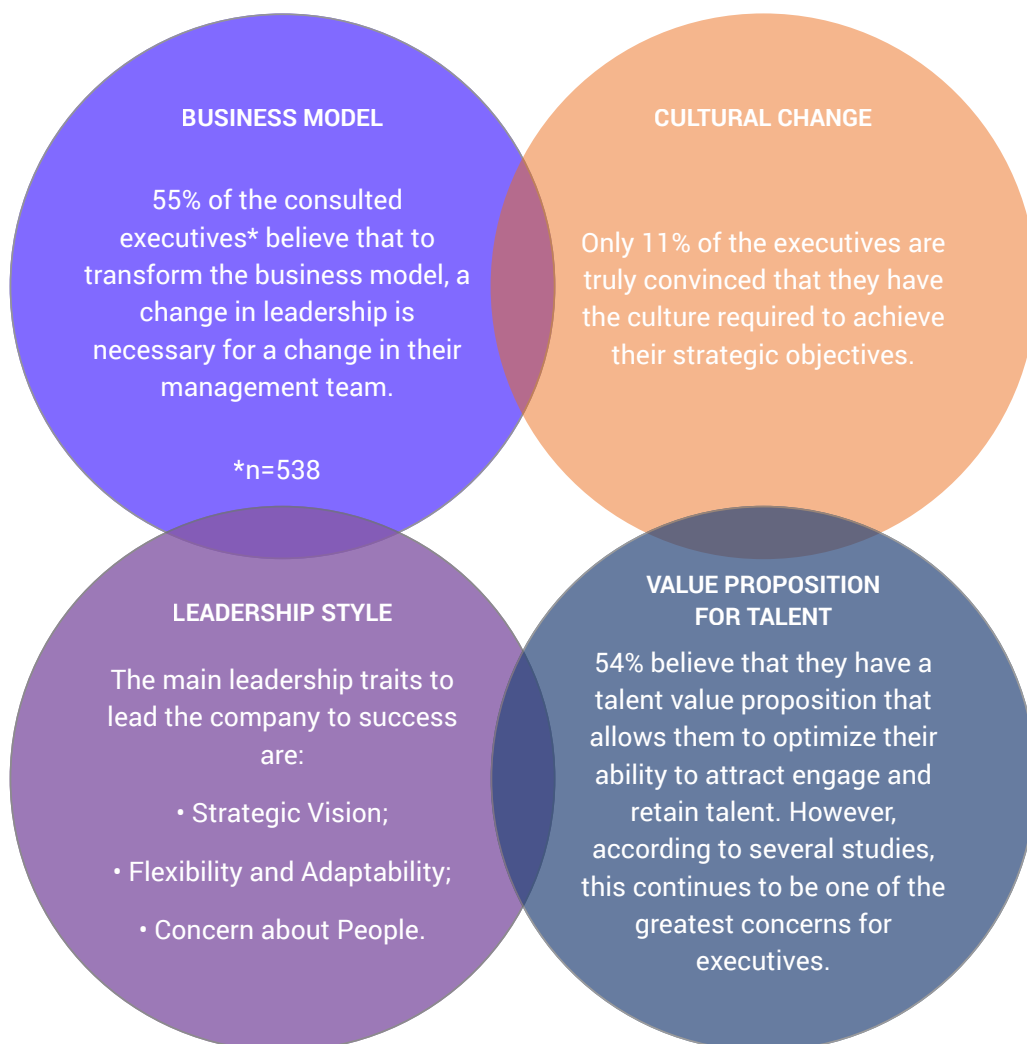 BUSINESS MODEL
55% of the consulted
executives* believe that to
transform the business model, a
change in leadership is
necessary for a change in their
management team.
*n=538
CULTURAL CHANGE
Only 11% of the executives are
truly convinced that they have
the culture required to achieve
their strategic objectives.
LEADERSHIP STYLE
The main leadership traits to
lead the company to success
are:
• Strategic Vision;
• Flexibility and Adaptability;
• Concern about People.
VALUE PROPOSITION
FOR TALENT
54% believe that they have a
talent value proposition that
allows them to optimize their
ability to attract engage and
retain talent. However,
according to several studies,
this continues to be one of the
greatest concerns for
executives.